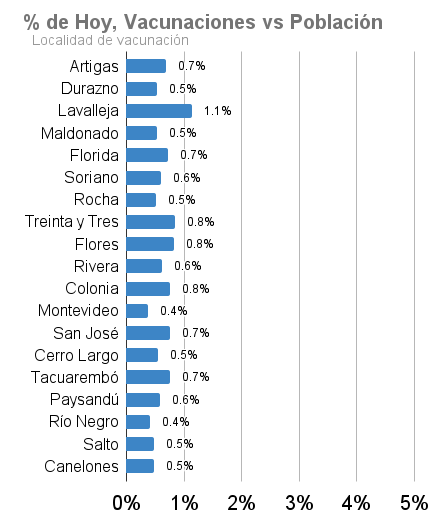 % de Hoy, Vacunaciones vs Población
Localidad de vacunación
Artigas 0.7%
Durazno 0.5%
Lavalleja 1.1%
Maldonado 0.5%
Florida 0.7%
Soriano 0.6%
Rocha 0.5%
Treinta y Tres 0.8%
Flores 0.8%
Rivera 0.6%
Colonia 0.8%
Montevideo 0.4%
San José 0.7%
Cerro Largo 0.5%
Tacuarembó 0.7%
Paysandú 0.6%
Río Negro 0.4%
Salto 0.5%
Canelones 0.5%
0% 1% 2% 3% 4% 5%